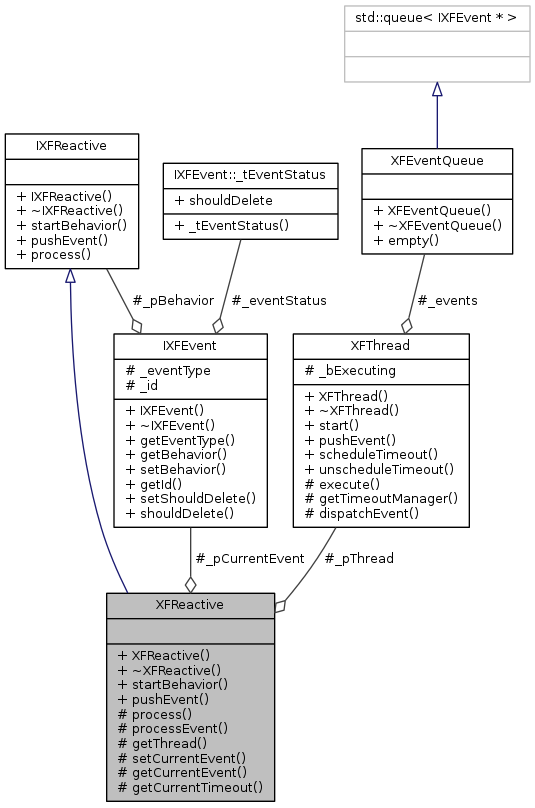 std::queue< IXFEvent * >
IXFReactive
+ IXFReactive()
+ ~IXFReactive()
+ startBehavior()
+ pushEvent()
+ process()
IXFEvent::_tEventStatus
+ shouldDelete
+ _tEventStatus()
XFEventQueue
+ XFEventQueue()
+ ~XFEventQueue()
+ empty()
#_pBehavior
#_eventStatus
#_events
IXFEvent
# _eventType
# _id
+ IXFEvent()
+ ~IXFEvent()
+ getEventType()
+ getBehavior()
+ setBehavior()
+ getId()
+ setShouldDelete()
+ shouldDelete()
XFThread
# _bExecuting
+ XFThread()
+ ~XFThread()
+ start()
+ pushEvent()
+ scheduleTimeout()
+ unscheduleTimeout()
# execute()
# getTimeoutManager()
# dispatchEvent()
#_pCurrentEvent
#_pThread
XFReactive
+ XFReactive()
+ ~XFReactive()
+ startBehavior()
+ pushEvent()
# process()
# processEvent()
# getThread()
# setCurrentEvent()
# getCurrentEvent()
# getCurrentTimeout()